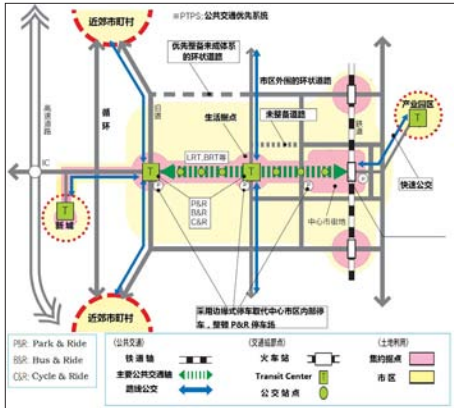 近郊市町村
※PTPS:公共交通优先系统
优先整备未成体系
的环状道路
市区外围的环状道路
高速道路
循环
旧道
生活据点
未整备道路
铁道
产业园区
T
IC
LRT,BRT等
T
T
P
P
P
快速公交
T
新城
P&R
B&R
C&R
中心市街地
近郊市町村
采用边缘式停车取代中心市区内部停
车，整备 P&R 停车场
P&R: Park & Ride
B&R: Bus & Ride
C&R: Cycle & Ride
(公共交通)
(交通结节点)
(土地利用)
铁道轴
火车站
集约据点
主要公共交通轴
Transit Center
T
市区
路线公交
公交站点